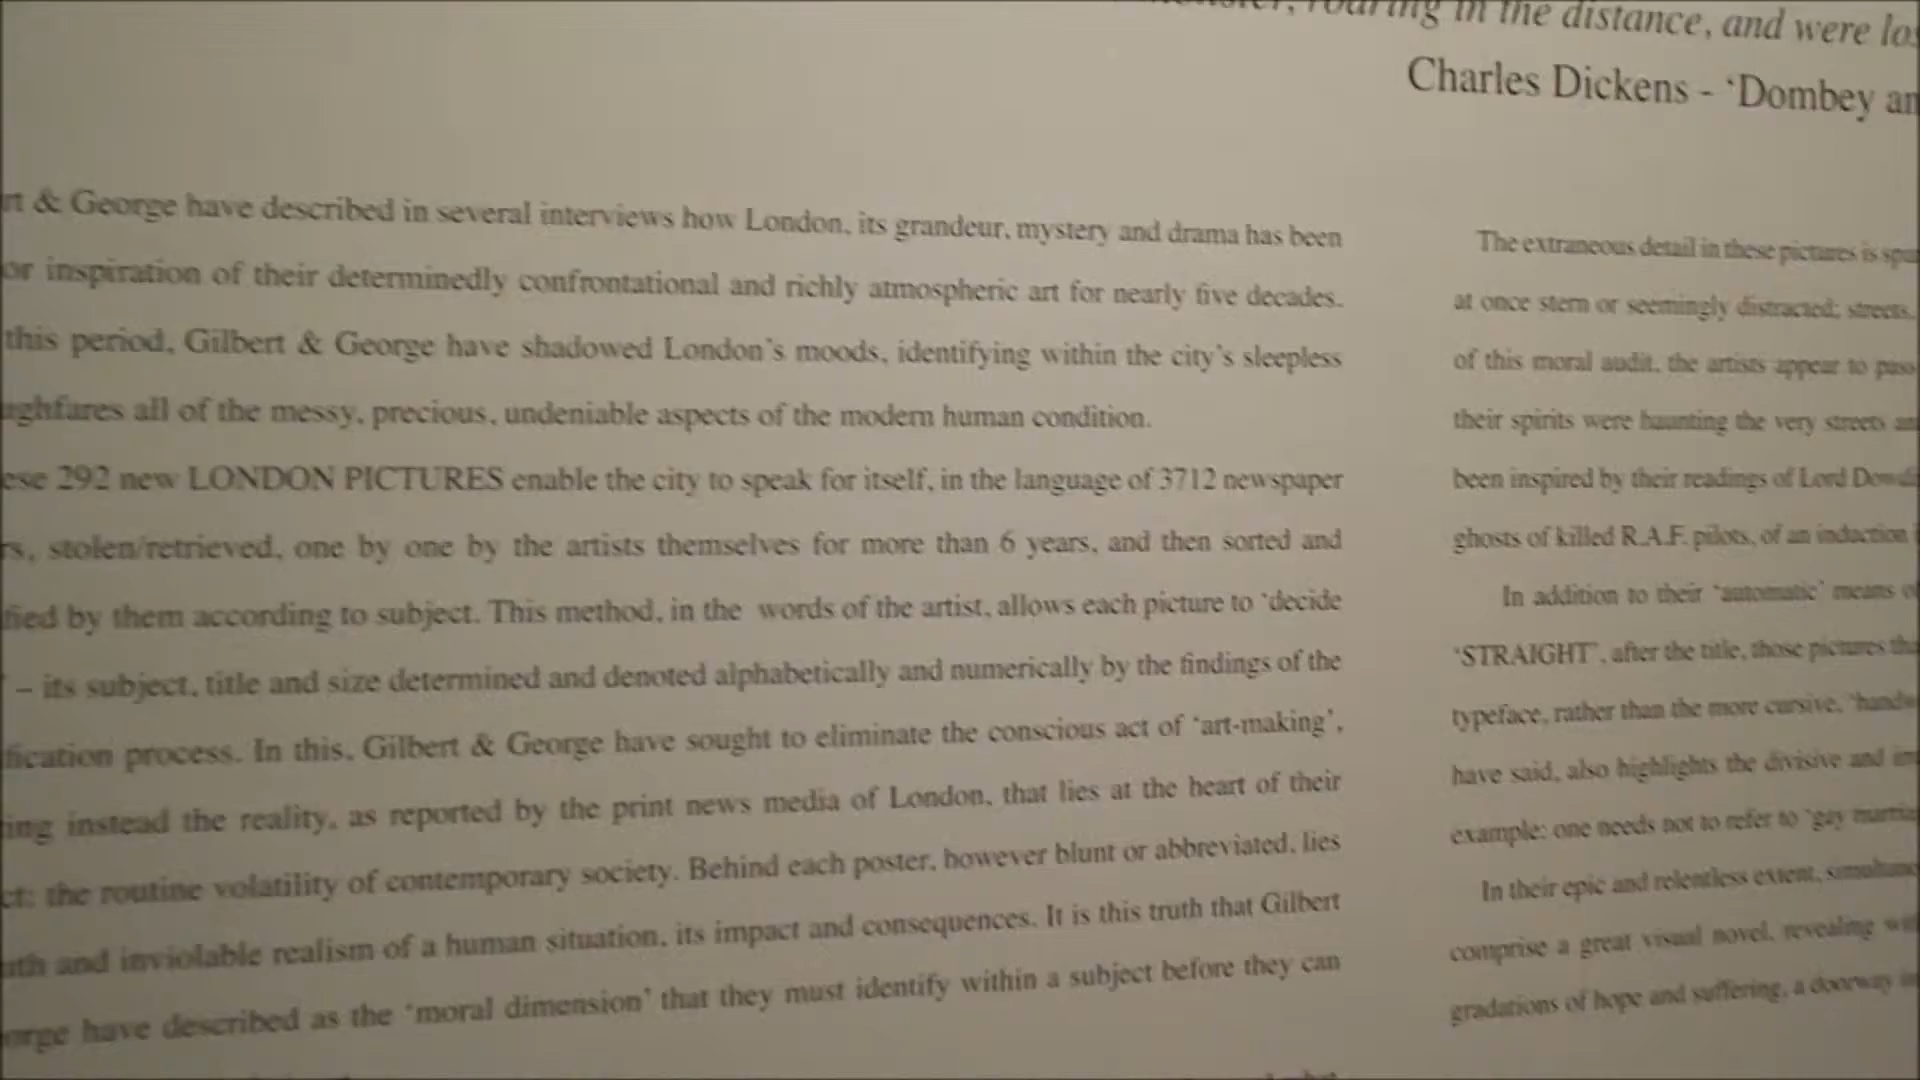 roaring in the distance, and were
Charles Dickens - ‘Dombey
& George have described in several interviews how London, its grandeur, mystery and drama has been
inspiration of their determinedly confrontational and richly atmospheric art for nearly five decades.
this period, Gilbert & George have shadowed London’s moods, identifying within the city’s sleepless
all of the messy, precious, undeniable aspects of the modern human condition.
292 new LONDON PICTURES enable the city to speak for itself, in the language of 3712 newspaper
stolen/retrieved, one by one by the artists themselves for more than 6 years, and then sorted and
by them according to subject. This method, in the words of the artist, allows each picture to ‘decide
– its subject, title and size determined and denoted alphabetically and numerically by the findings of the
process. In this, Gilbert & George have sought to eliminate the conscious act of ‘art-making’,
instead the reality, as reported by the print news media of London, that lies at the heart of their
the routine volatility of contemporary society. Behind each poster, however blunt or abbreviated, lies
and inviolable realism of a human situation, its impact and consequences. It is this truth that Gilbert
have described as the ‘moral dimension’ that they must identify within a subject before they can
The extraneous detail in these pictures is
at once stern or seemingly distracted; streets,
of this moral audit, the artists appear to
their spirits were haunting the very streets
been inspired by their readings of Lord
ghosts of killed R.A.F. pilots, of an induction
In addition to their ‘automatic’ means
‘STRAIGHT’, after the title, those pictures
typeface, rather than the more cursive,
have said, also highlights the divisive and
example: one needs not to refer to ‘gay
In their epic and relentless extent,
comprise a great visual novel, revealing
gradations of hope and suffering, a doorway